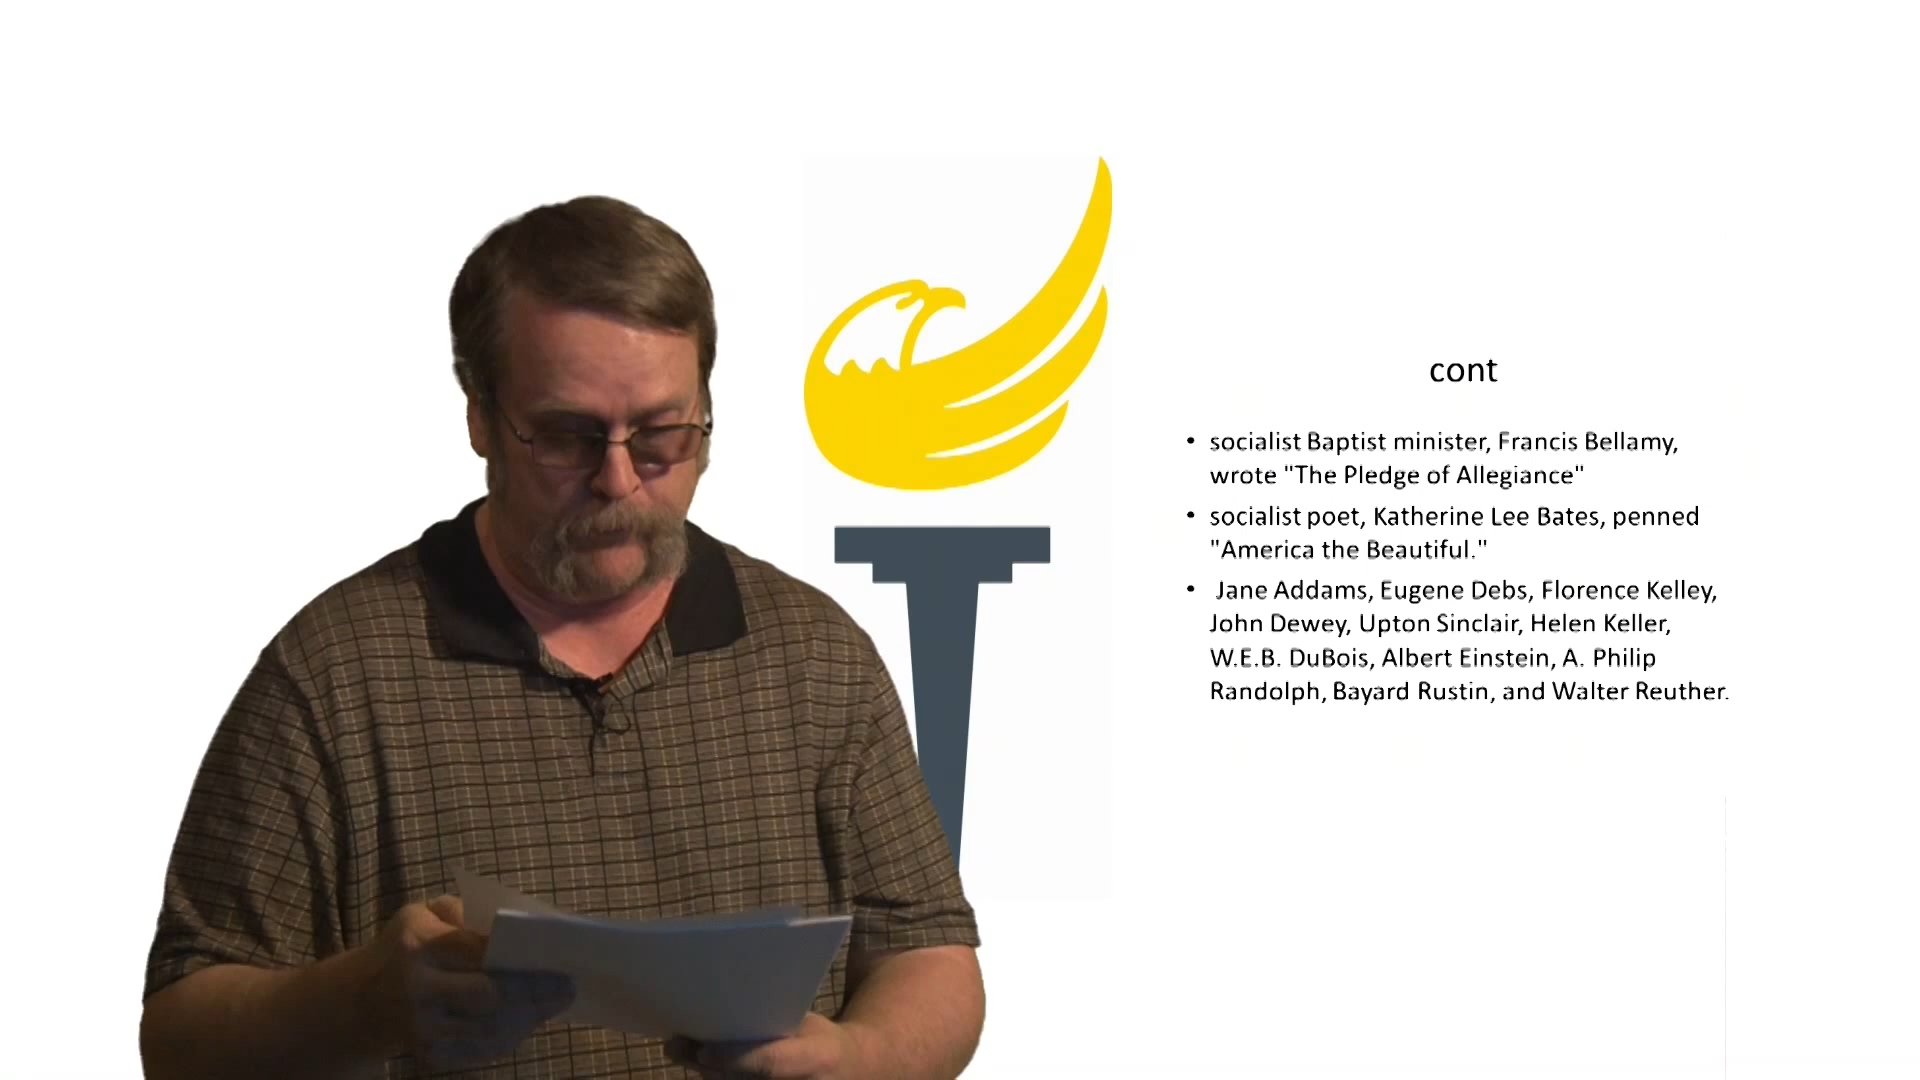 cont
• socialist Baptist minister, Francis Bellamy,
wrote "The Pledge of Allegiance"
• socialist poet, Katherine Lee Bates, penned
"America the Beautiful."
• Jane Addams, Eugene Debs, Florence Kelley,
John Dewey, Upton Sinclair, Helen Keller,
W.E.B. DuBois, Albert Einstein, A. Philip
Randolph, Bayard Rustin, and Walter Reuther.